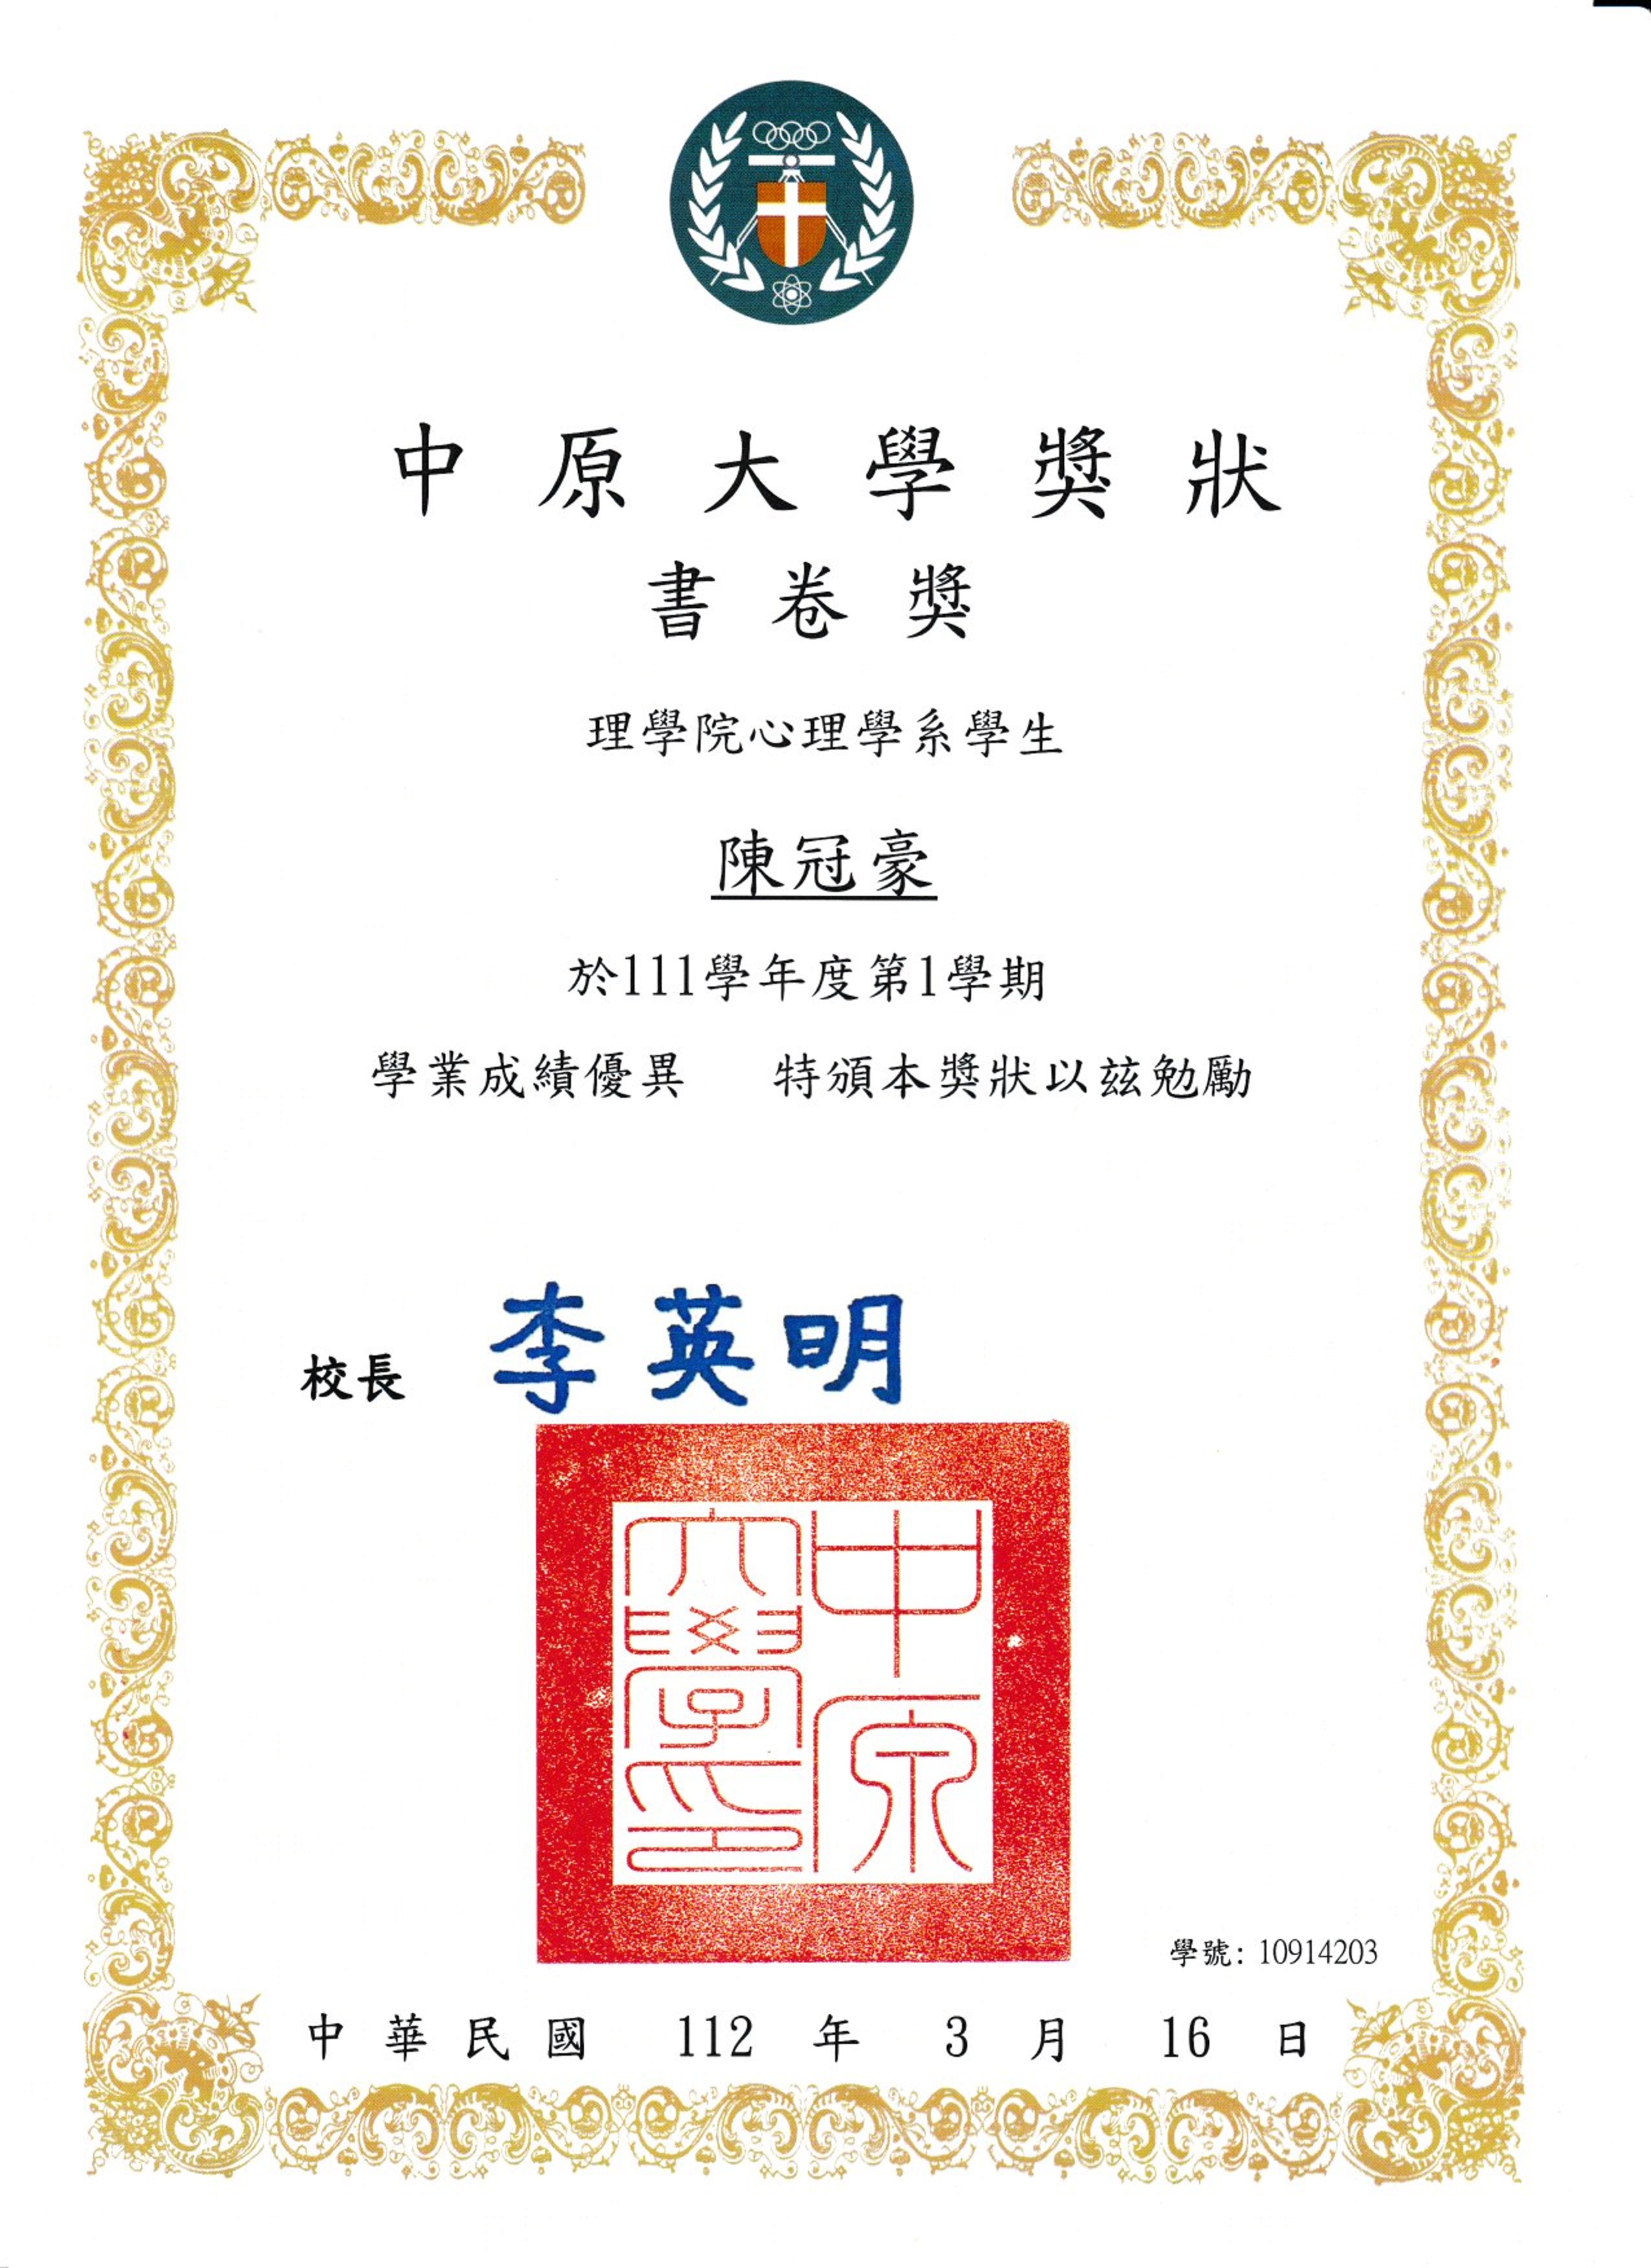 中原大學獎狀
書卷獎
理學院心理學系學生
陳冠豪
於111學年度第1學期
學業成績優異 特頒本獎狀以茲勉勵
校長 李英明
中原
大學印
學號: 10914203
中華民國 112 年 3 月 16 日